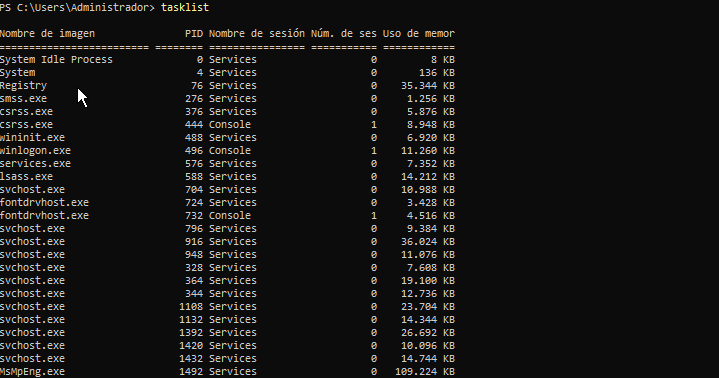 PS C:\Users\Administrador> tasklist
Nombre de imagen PID Nombre de sesión Núm. de ses Uso de memor
========================= ======== ================ =========== ============
System Idle Process 0 Services 0 8 KB
System 4 Services 0 136 KB
Registry 76 Services 0 35.344 KB
smss.exe 276 Services 0 1.256 KB
csrss.exe 376 Services 0 5.876 KB
csrss.exe 444 Console 1 8.948 KB
wininit.exe 488 Services 0 6.920 KB
winlogon.exe 496 Console 1 11.260 KB
services.exe 576 Services 0 7.352 KB
lsass.exe 588 Services 0 14.212 KB
svchost.exe 704 Services 0 10.988 KB
fontdrvhost.exe 724 Services 0 3.428 KB
fontdrvhost.exe 732 Console 1 4.516 KB
svchost.exe 796 Services 0 9.384 KB
svchost.exe 916 Services 0 36.024 KB
svchost.exe 948 Services 0 11.076 KB
svchost.exe 328 Services 0 7.608 KB
svchost.exe 364 Services 0 19.100 KB
svchost.exe 344 Services 0 12.736 KB
svchost.exe 1108 Services 0 23.704 KB
svchost.exe 1132 Services 0 14.344 KB
svchost.exe 1392 Services 0 26.692 KB
svchost.exe 1420 Services 0 10.096 KB
svchost.exe 1432 Services 0 14.744 KB
MsMpEng.exe 1492 Services 0 109.224 KB